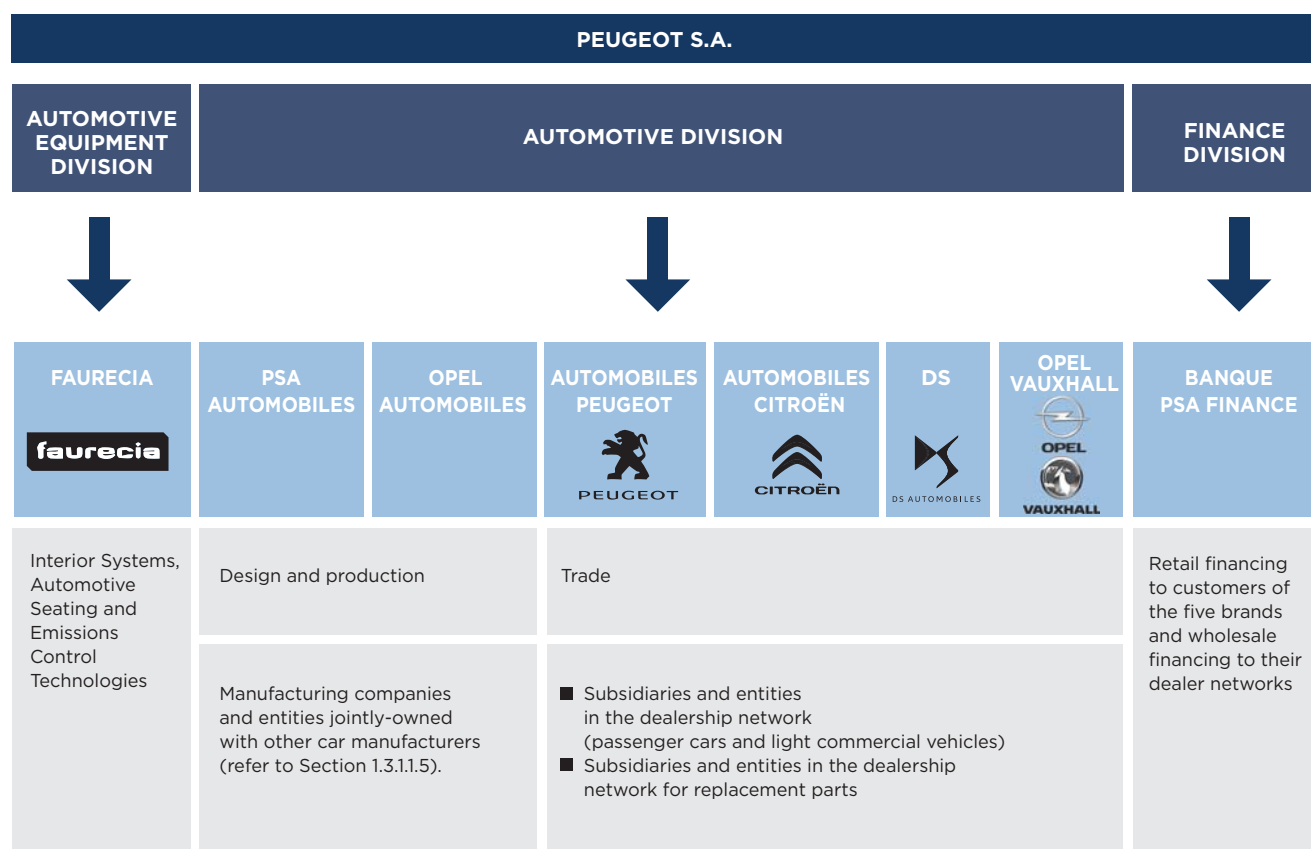 PEUGEOT S.A.
AUTOMOTIVE
EQUIPMENT
DIVISION
AUTOMOTIVE DIVISION
FINANCE
DIVISION
FAURECIA
faurecia
PSA
AUTOMOBILES
OPEL
AUTOMOBILES
AUTOMOBILES
PEUGEOT
PEUGEOT
AUTOMOBILES
CITROËN
CITROËN
DS
DS AUTOMOBILES
OPEL
VAUXHALL
OPEL
VAUXHALL
BANQUE
PSA FINANCE
Interior Systems,
Automotive
Seating and
Emissions
Control
Technologies
Design and production
Manufacturing companies
and entities jointly-owned
with other car manufacturers
(refer to Section 1.3.1.1.5).
Trade
■ Subsidiaries and entities
in the dealership network
(passenger cars and light commercial vehicles)
■ Subsidiaries and entities in the dealership
network for replacement parts
Retail financing
to customers of
the five brands
and wholesale
financing to their
dealer networks